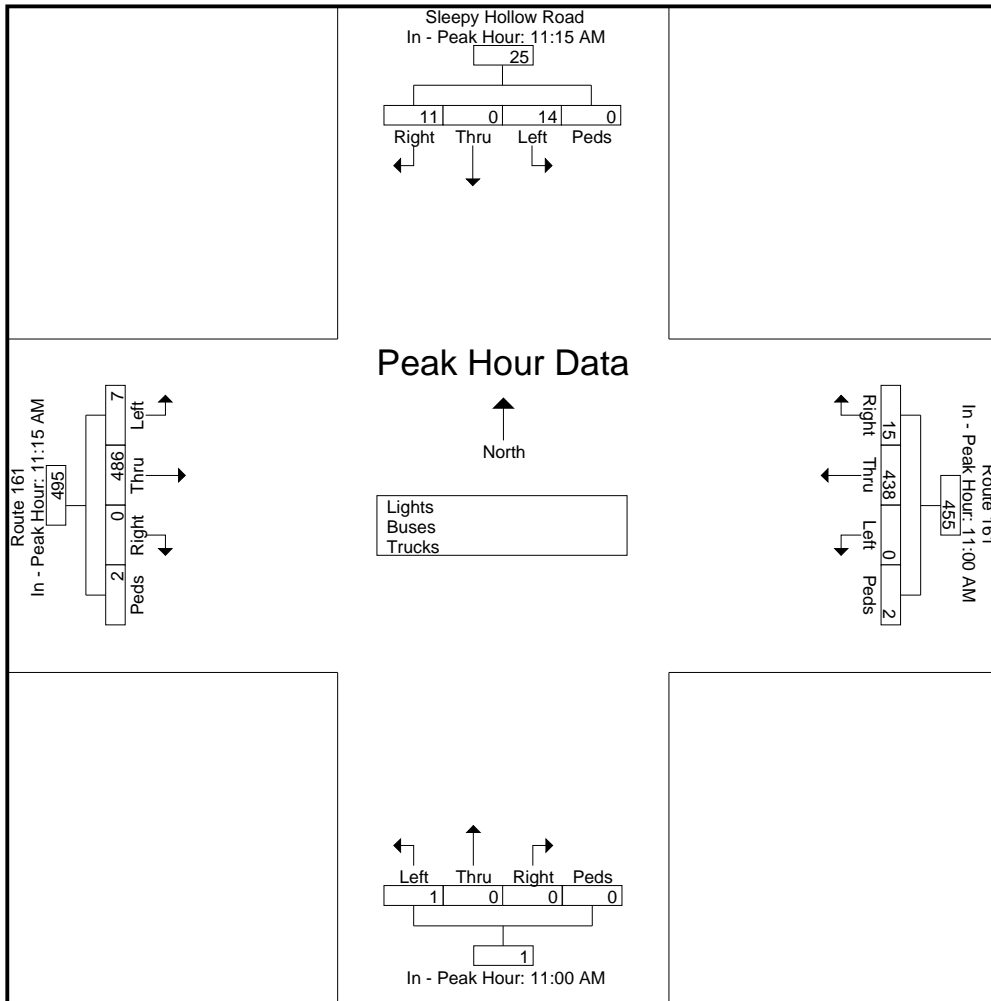 Sleepy Hollow Road
In - Peak Hour: 11:15 AM
25
11 0 14 0
Right Thru Left Peds
Peak Hour Data
North
Lights
Buses
Trucks
Route 161
In - Peak Hour: 11:15 AM
495
7 486 0 2
Left Thru Right Peds
Route 161
In - Peak Hour: 11:00 AM
455
15 438 0 2
Right Thru Left Peds
Left Thru Right Peds
1 0 0 0
1
In - Peak Hour: 11:00 AM